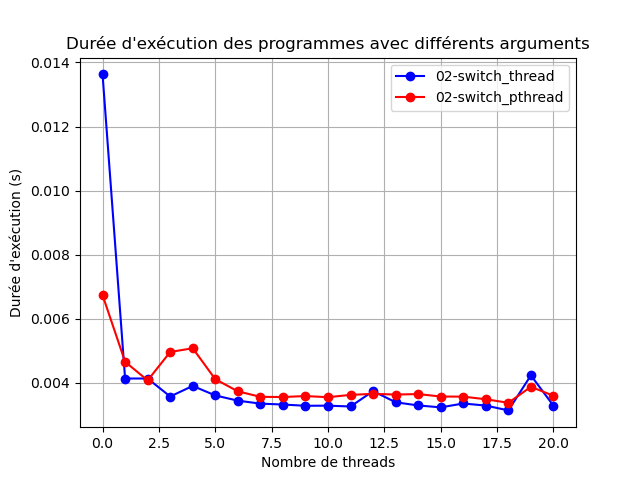 Durée d'exécution des programmes avec différents arguments
02-switch_thread
02-switch_pthread
Durée d'exécution (s)
0.014
0.012
0.010
0.008
0.006
0.004
0.0 2.5 5.0 7.5 10.0 12.5 15.0 17.5 20.0
Nombre de threads